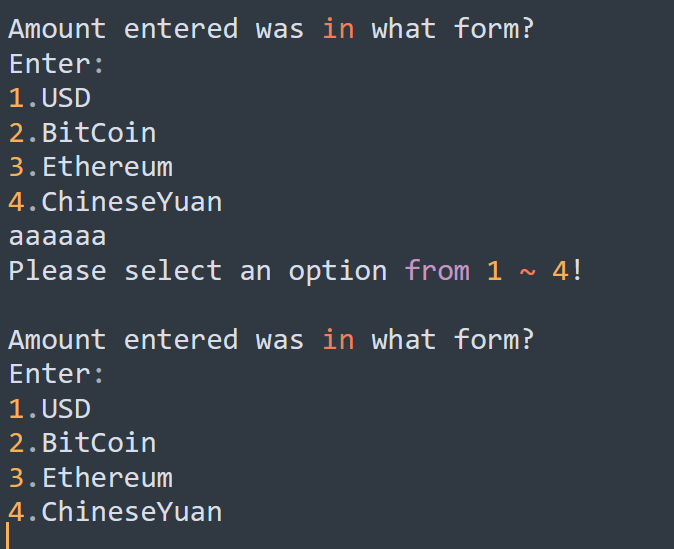 Amount entered was in what form?
Enter:
1.USD
2.BitCoin
3.Ethereum
4.ChineseYuan
aaaaaa
Please select an option from 1 ~ 4!
Amount entered was in what form?
Enter:
1.USD
2.BitCoin
3.Ethereum
4.ChineseYuan